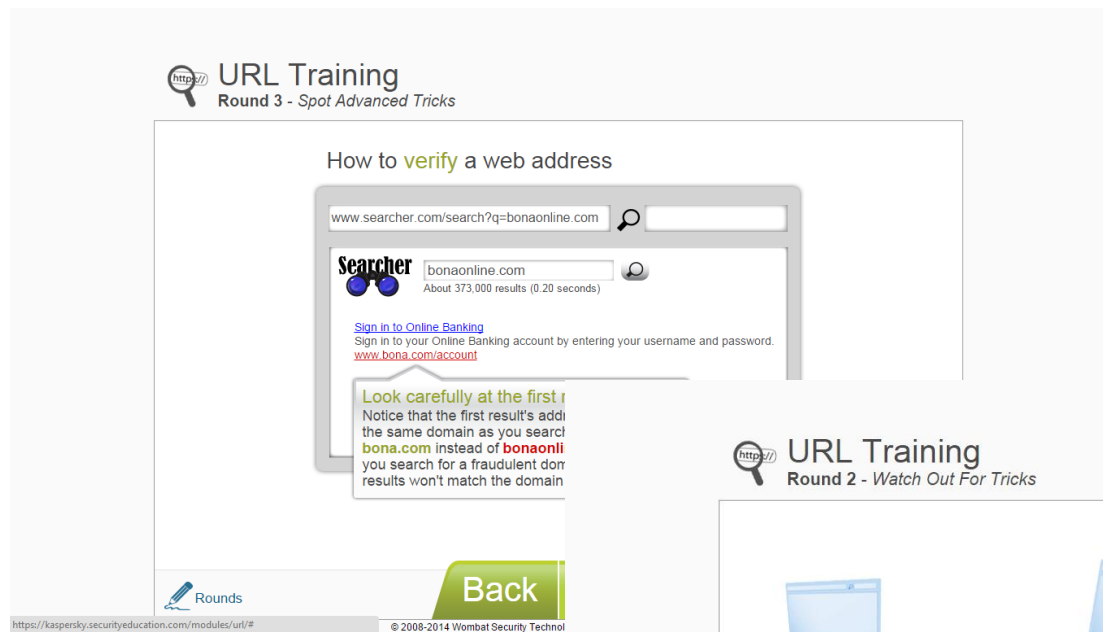 https://
URL Training
Round 3 - Spot Advanced Tricks
How to verify a web address
www.searcher.com/search?q=bonaonline.com
Searcher
bonaonline.com
About 373,000 results (0.20 seconds)
Sign in to Online Banking
Sign in to your Online Banking account by entering your username and password.
www.bona.com/account
Look carefully at the first
Notice that the first result's
the same domain as you
bona.com instead of
you search for a fraudulent
results won't match the domain
https://
URL Training
Round 2 - Watch Out For Tricks
Back
Rounds
https://kaspersky.securityeducation.com/modules/url/#
© 2008-2014 Wombat Security